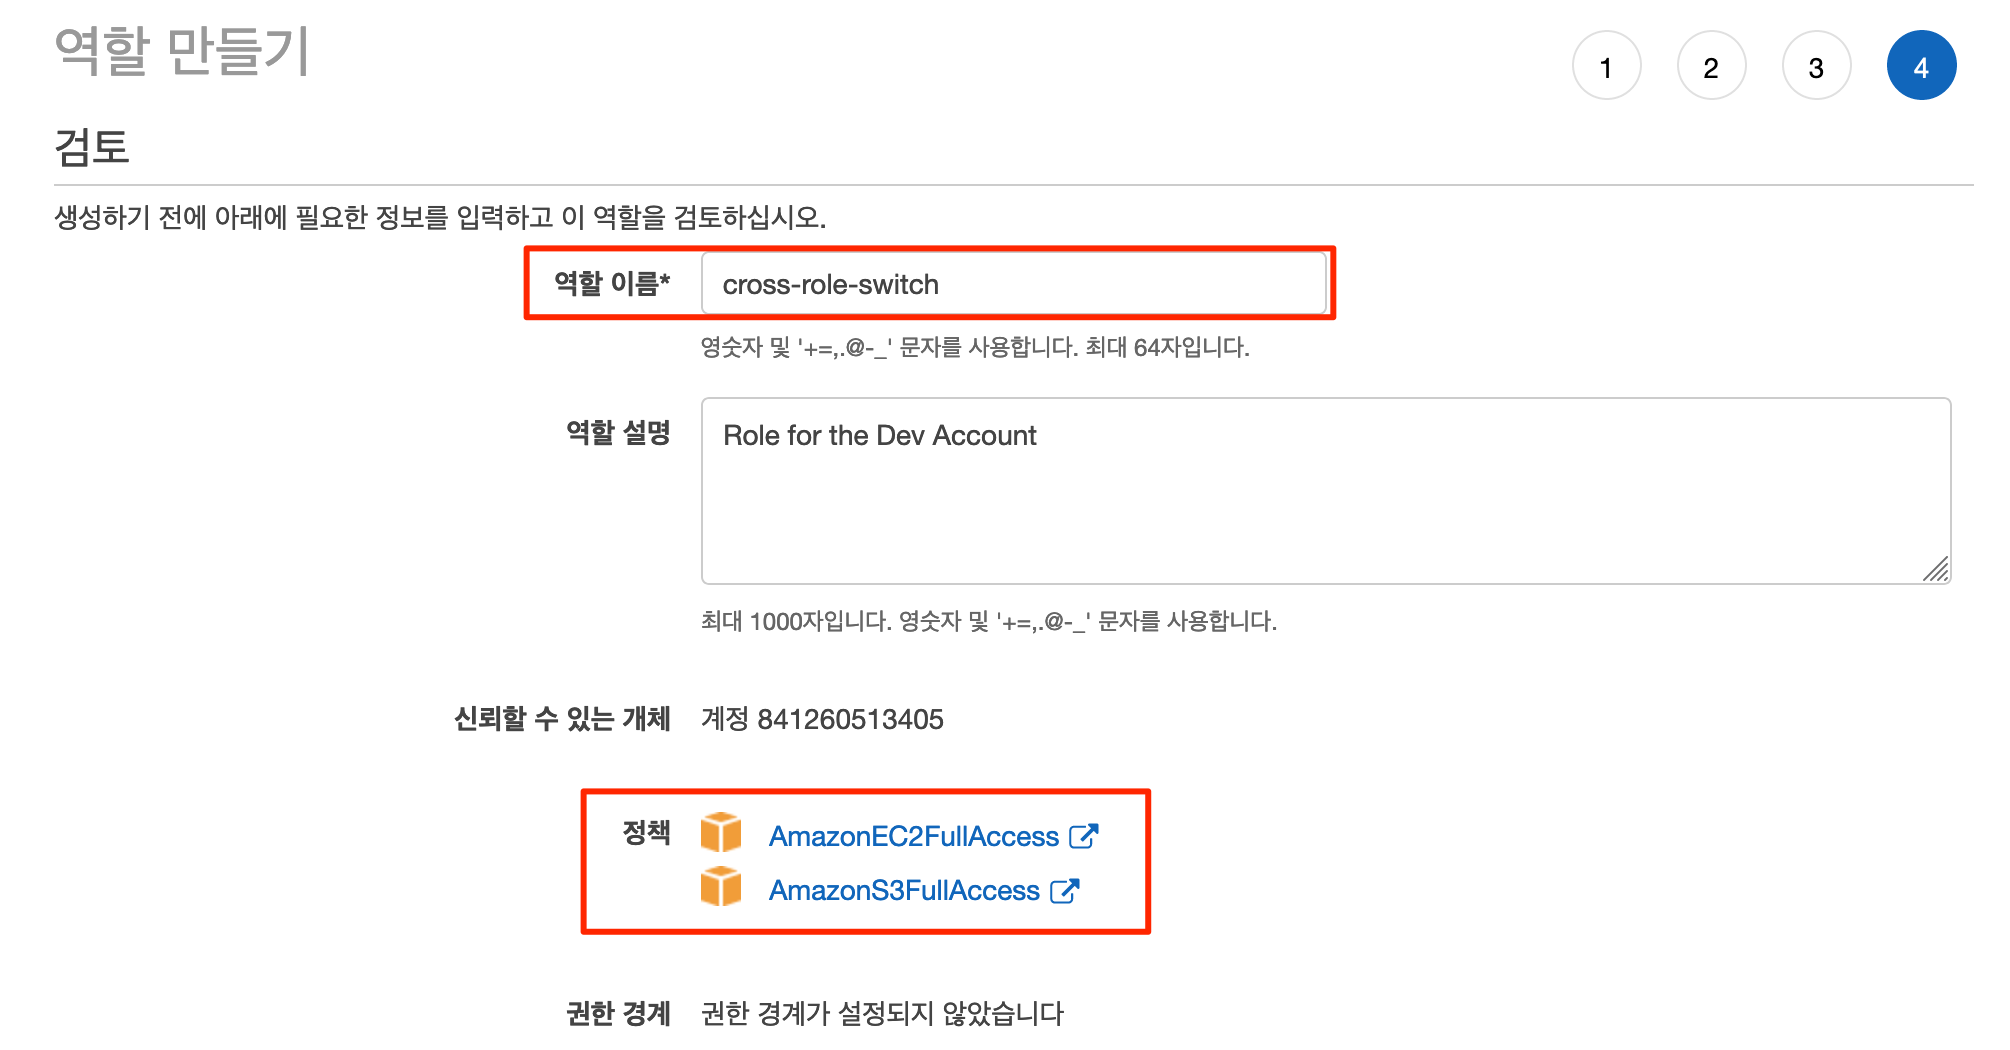 역할 만들기
1 2 3 4
검토
생성하기 전에 아래에 필요한 정보를 입력하고 이 역할을 검토하십시오.
역할 이름* cross-role-switch
영숫자 및 '+=,.@-_' 문자를 사용합니다. 최대 64자입니다.
역할 설명 Role for the Dev Account
최대 1000자입니다. 영숫자 및 '+=,.@-_' 문자를 사용합니다.
신뢰할 수 있는 개체 계정 841260513405
정책 AmazonEC2FullAccess
AmazonS3FullAccess
권한 경계 권한 경계가 설정되지 않았습니다